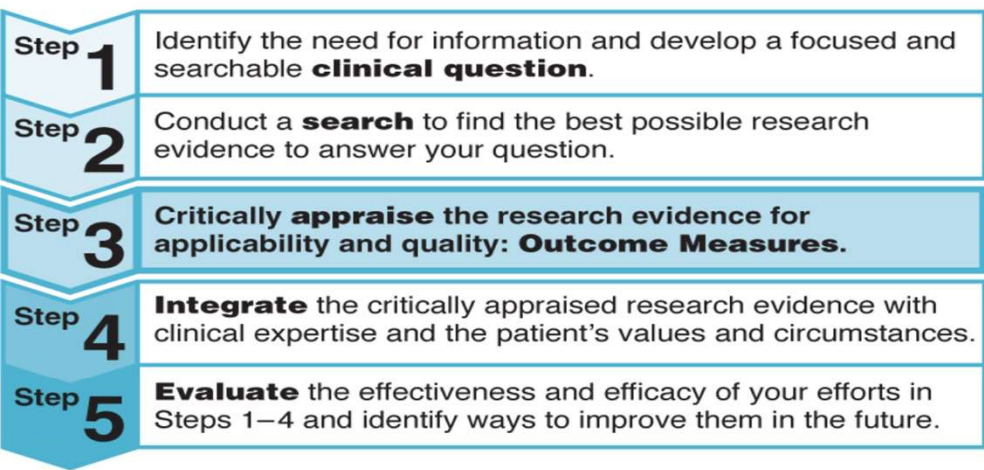 Step 1
Identify the need for information and develop a focused and
searchable clinical question.
Step 2
Conduct a search to find the best possible research
evidence to answer your question.
Step 3
Critically appraise the research evidence for
applicability and quality: Outcome Measures.
Step 4
Integrate the critically appraised research evidence with
clinical expertise and the patient's values and circumstances.
Step 5
Evaluate the effectiveness and efficacy of your efforts in
Steps 1–4 and identify ways to improve them in the future.